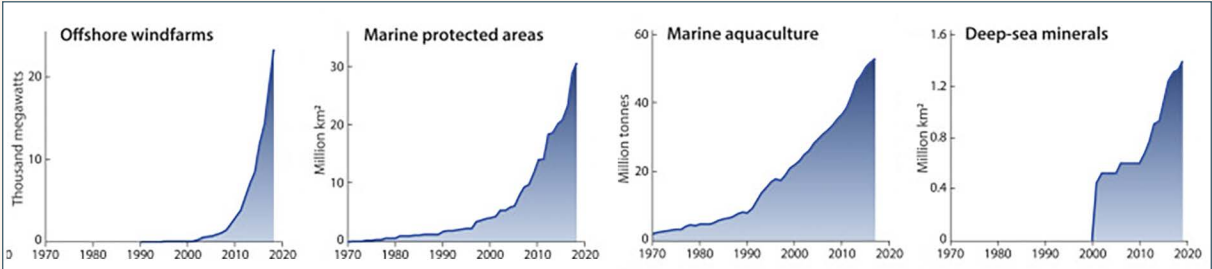 Offshore windfarms
Thousand megawatts
20
10
0
1970 1980 1990 2000 2010 2020
0
Marine protected areas
Million km²
30
20
10
0
1970 1980 1990 2000 2010 2020
Marine aquaculture
Million tonnes
60
40
20
0
1970 1980 1990 2000 2010 2020
Deep-sea minerals
Million km²
1.6
1.2
0.8
0.4
0
1970 1980 1990 2000 2010 2020